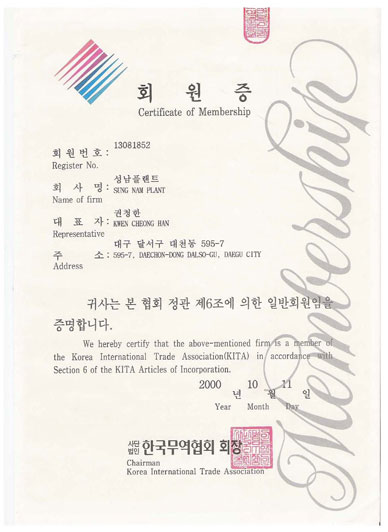 회 원 증
Certificate of Membership
회 원 번 호 : 13081852
Register No.
회 사 명 : 성남플랜트
Name of firm SUNG NAM PLANT
대 표 자 : 권정한
Representative KWEN CHEONG HAN
대구 달서구 대천동 595-7
주 소 : 595-7, DAECHON-DONG DALSO-GU, DAEGU CITY
Address
귀사는 본 협회 정관 제6조에 의한 일반회원임을
증명합니다.
We hereby certify that the above-mentioned firm is a member of
the Korea International Trade Association(KITA) in accordance with
Section 6 of the KITA Articles of Incorporation.
2000 10 11
년 월 일
Year Month Day
사단법인 한국무역협회 회장
Chairman
Korea International Trade Association
Membership